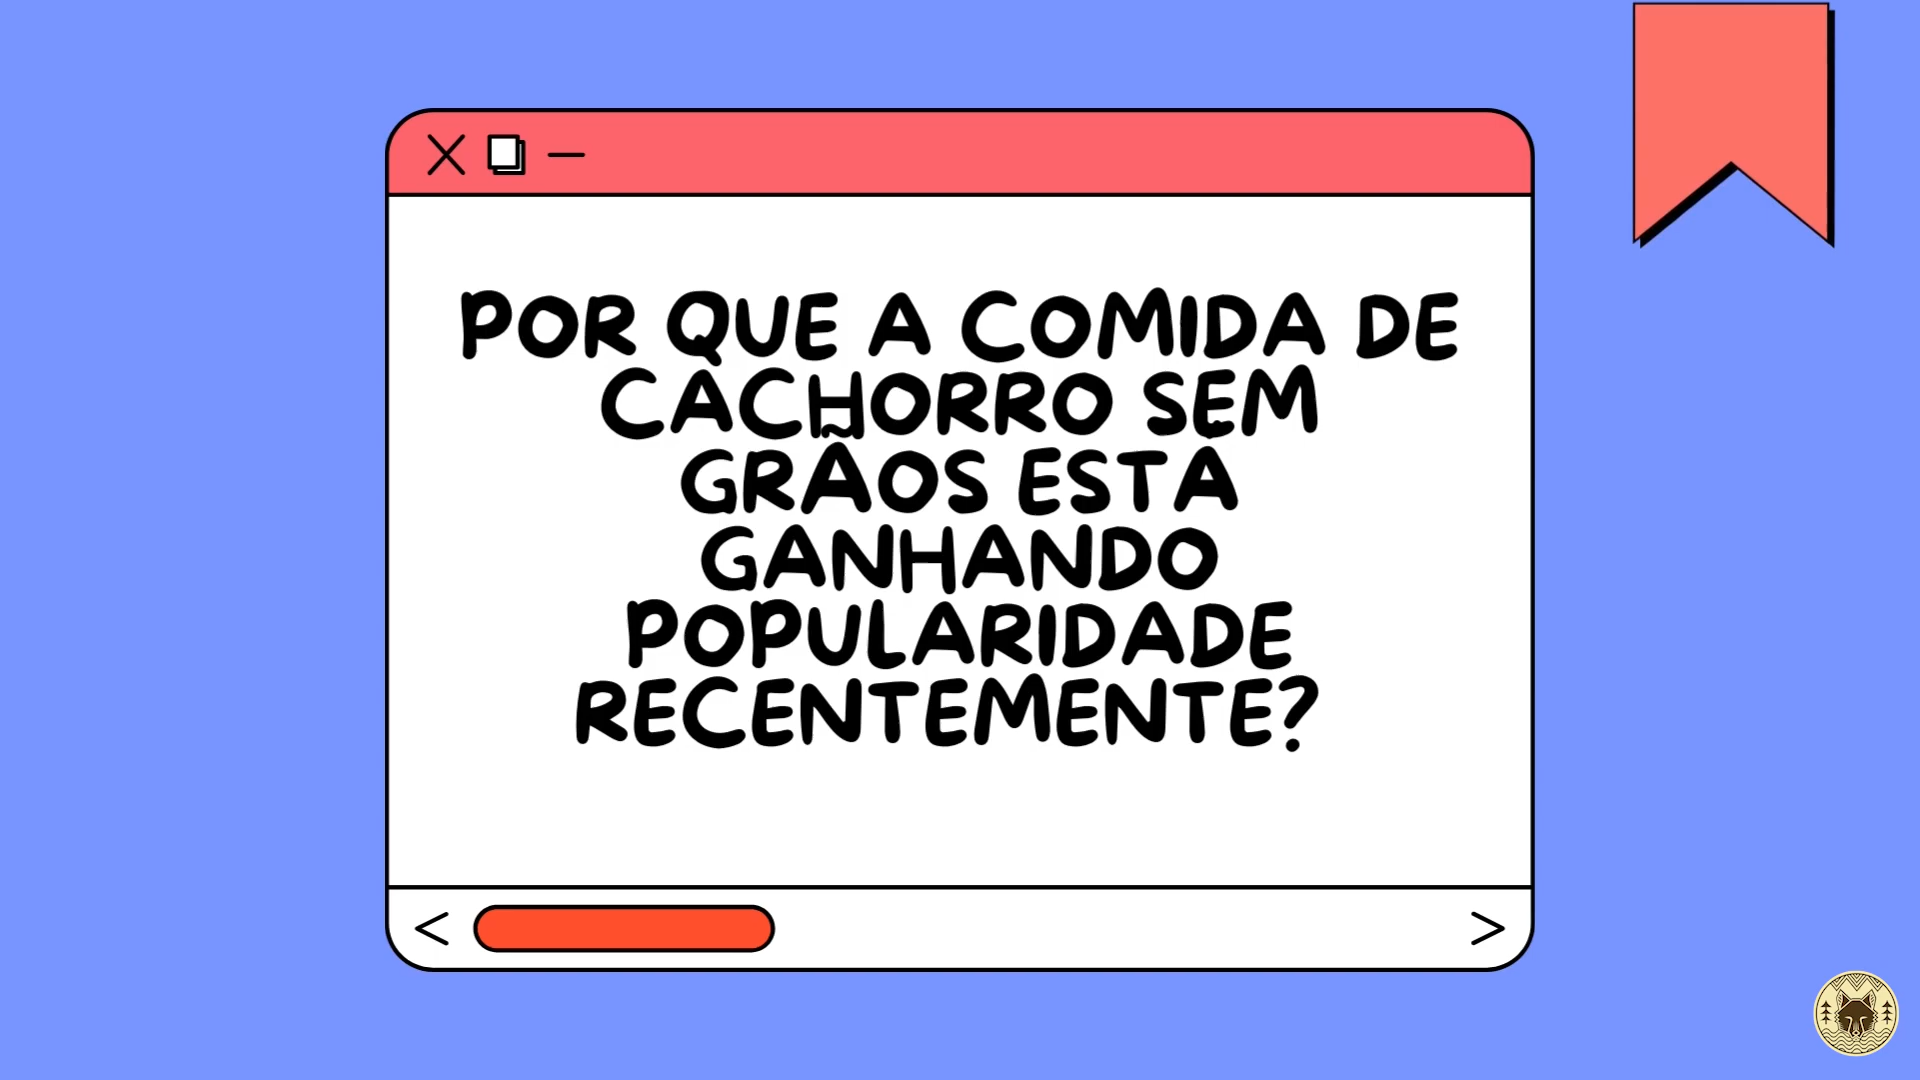 POR QUE A COMIDA DE
CACHORRO SEM
GRÃOS ESTÁ
GANHANDO
POPULARIDADE
RECENTEMENTE?